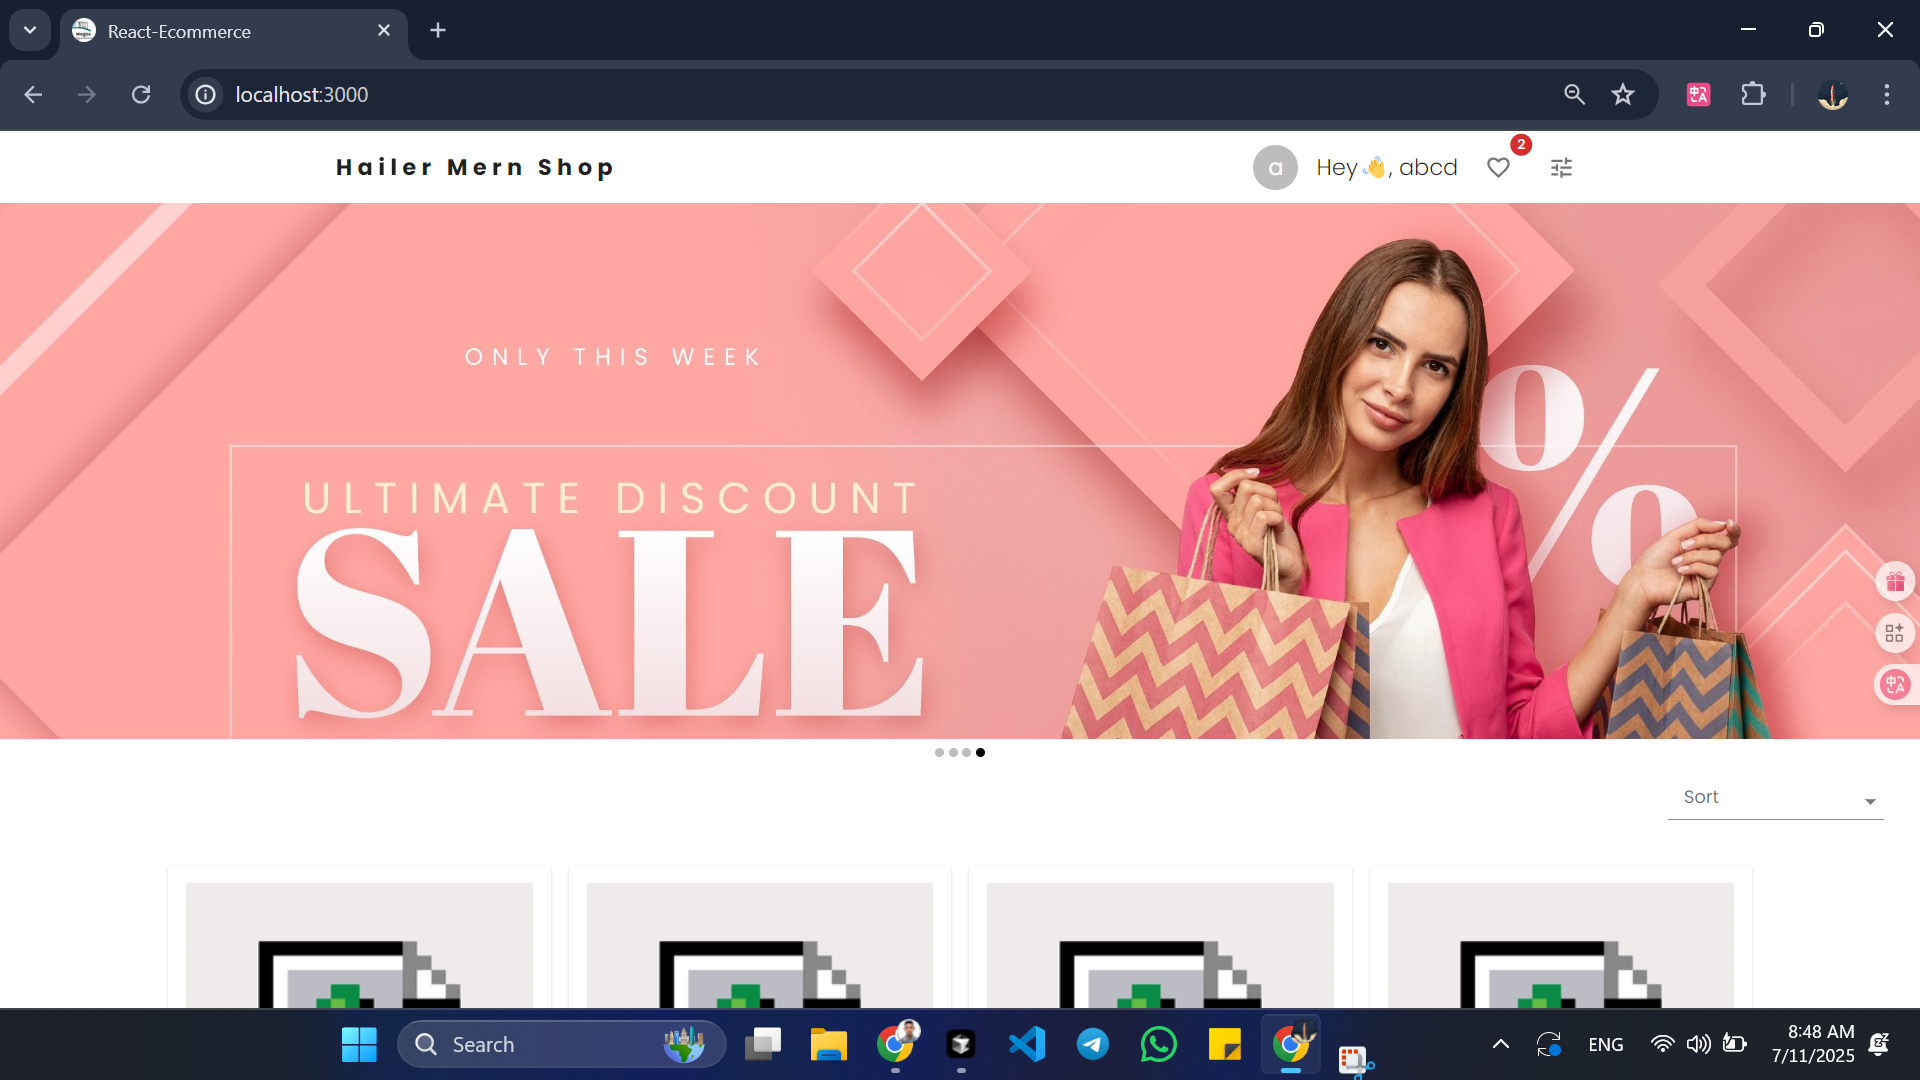 React-Ecommerce
localhost:3000
Hailer Mern Shop
a
Hey👋, abcd
2
ONLY THIS WEEK
ULTIMATE DISCOUNT
SALE
%
Sort
Search
ENG
8:48 AM
7/11/2025